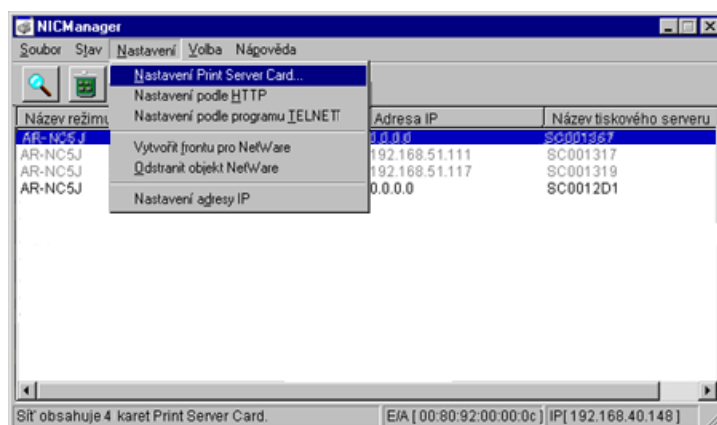 NICManager
Soubor Stav Nastavení Volba Nápověda
Nastavení Print Server Card...
Nastavení podle HTTP
Nastavení podle programu TELNET
Vytvořit frontu pro NetWare
Odstranit objekt NetWare
Nastavení adresy IP
Název režimu Adresa IP Název tiskového serveru
AR-NC5J 0.0.0.0 SC001367
AR-NC5J 192.168.51.111 SC001317
AR-NC5J 192.168.51.117 SC001319
AR-NC5J 0.0.0.0 SC0012D1
Síť obsahuje 4 karet Print Server Card. E/A [ 00:80:92:00:00:0c ] IP[ 192.168.40.148 ]